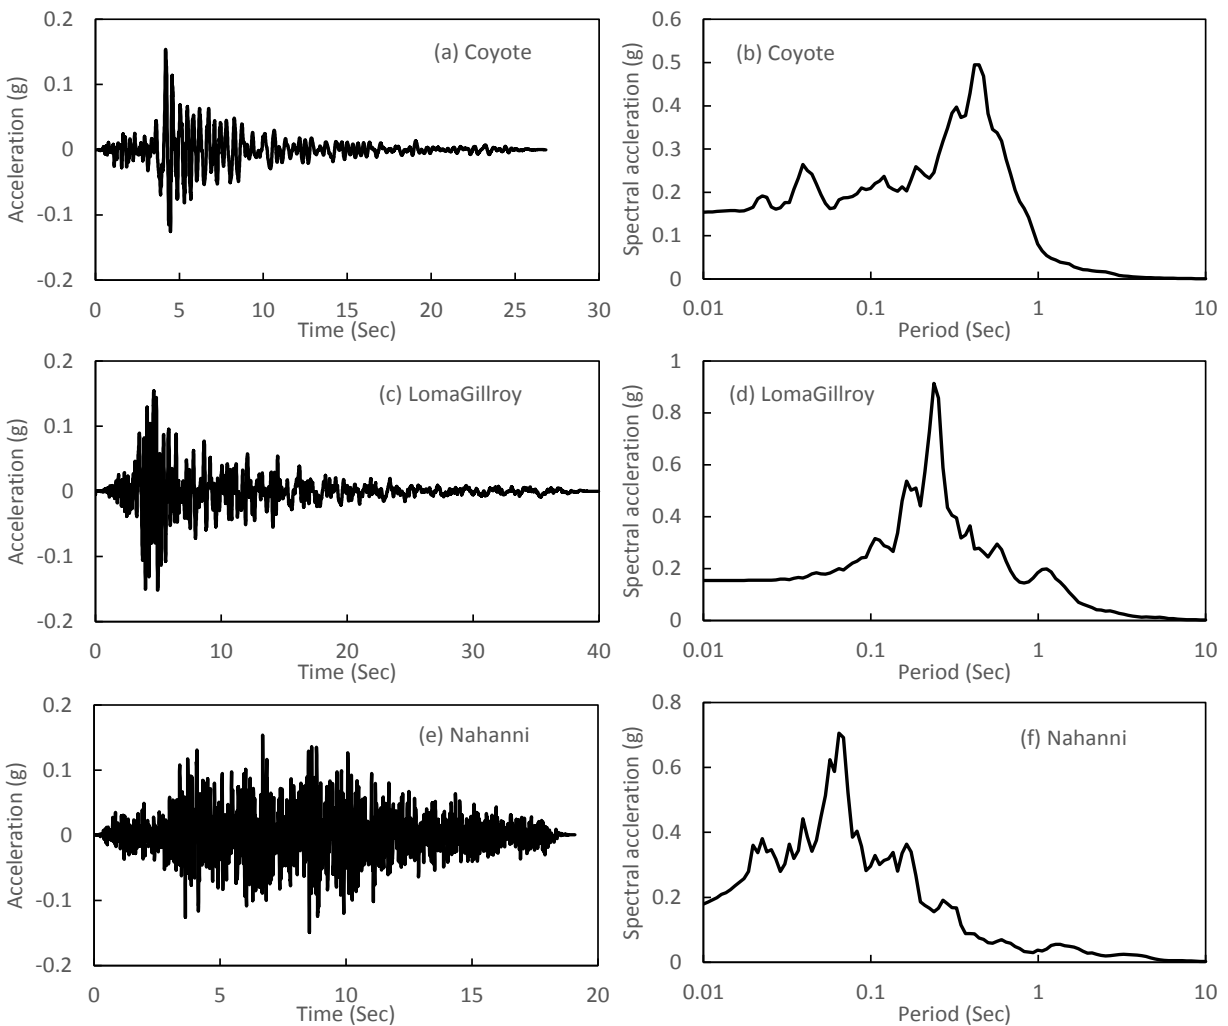 0.2
0.1
0
-0.1
-0.2
Acceleration (g)
(a) Coyote
0 5 10 15 20 25 30
Time (Sec)
0.6
0.5
0.4
0.3
0.2
0.1
0
Spectral accleration (g)
(b) Coyote
0.01 0.1 1 10
Period (Sec)
0.2
0.1
0
-0.1
-0.2
Acceleration (g)
(c) LomaGillroy
0 10 20 30 40
Time (Sec)
1
0.8
0.6
0.4
0.2
0
Spectral accleration (g)
(d) LomaGillroy
0.01 0.1 1 10
Period (Sec)
0.2
0.1
0
-0.1
-0.2
Acceleration (g)
(e) Nahanni
0 5 10 15 20
Time (Sec)
0.8
0.6
0.4
0.2
0
Spectral accleration (g)
(f) Nahanni
0.01 0.1 1 10
Period (Sec)